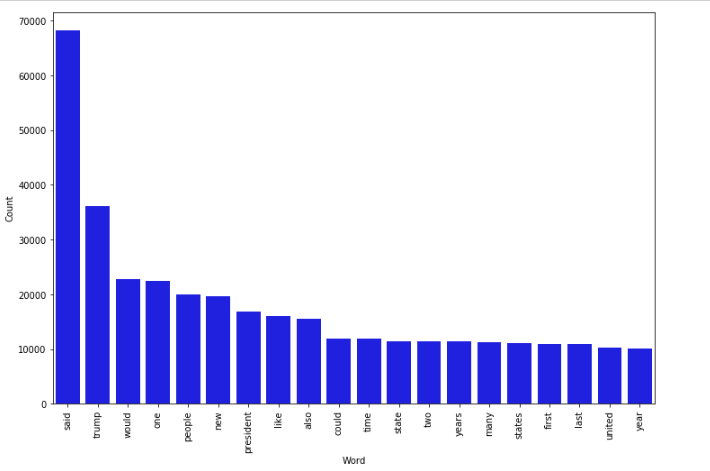 70000
60000
50000
40000
30000
20000
10000
0
Count
said
trump
would
one
people
new
president
like
also
could
time
state
two
years
many
states
first
last
united
year
Word